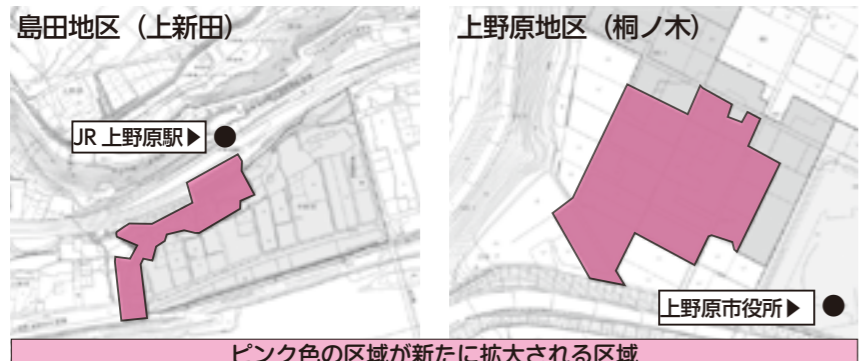 島田地区（上新田）
JR 上野原駅▶
上野原地区（桐ノ木）
上野原市役所▶
ピンク色の区域が新たに拡大される区域